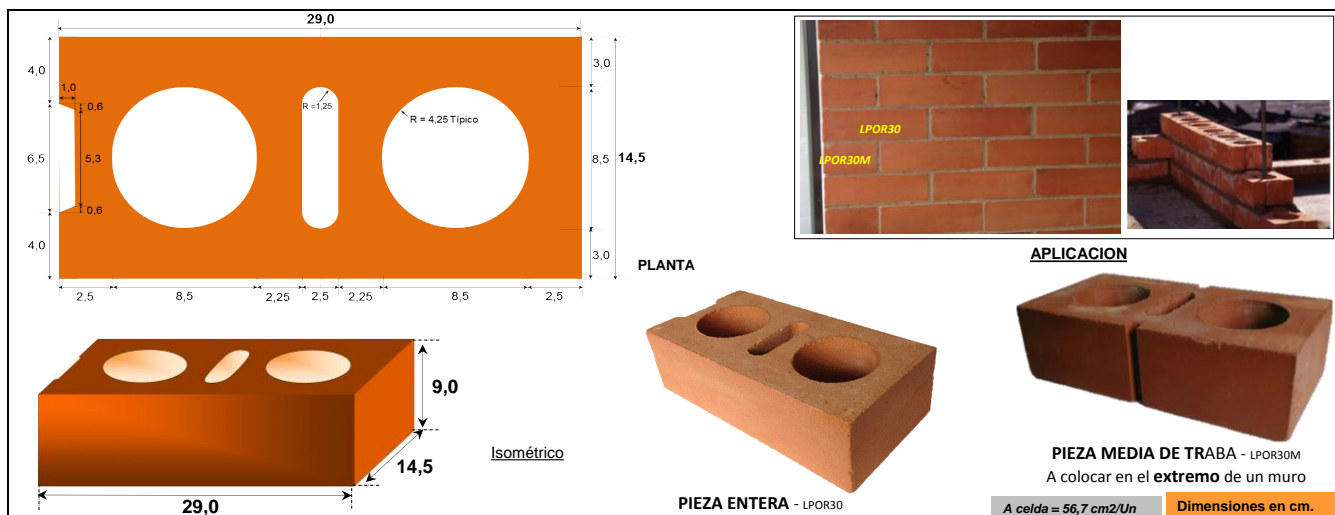 29,0
4,0
1,0
0,6
6,5
5,3
0,6
4,0
R =1,25
R = 4,25 Típico
3,0
8,5
14,5
3,0
2,5
8,5
2,25
2,5
2,25
8,5
2,5
PLANTA
LPOR30
LPOR30M
APLICACION
9,0
14,5
29,0
Isométrico
PIEZA ENTERA - LPOR30
PIEZA MEDIA DE TRABA - LPOR30M
A colocar en el extremo de un muro
A celda = 56,7 cm2/Un
Dimensiones en cm.